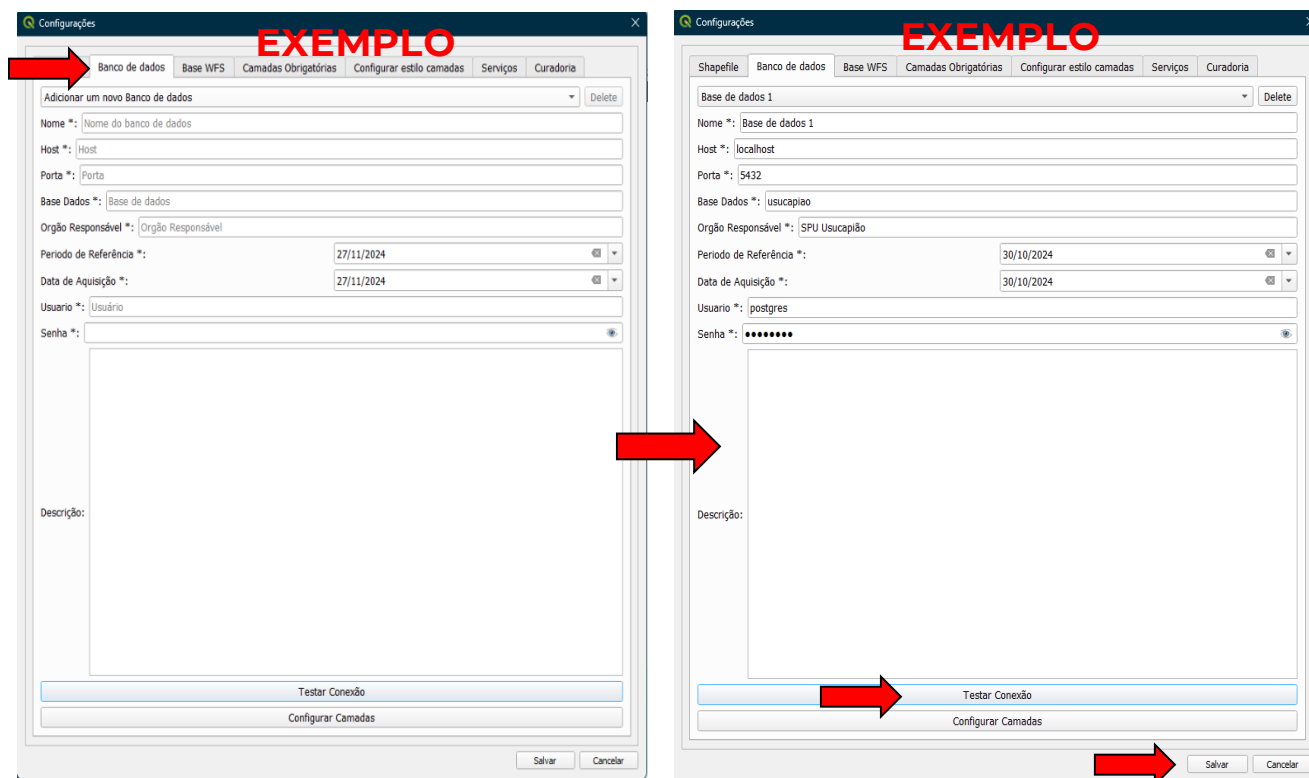 Configurações
EXEMPLO
Banco de dados Base WFS Camadas Obrigatórias Configurar estilo camadas Serviços Curadoria
Adicionar um novo Banco de dados Delete
Nome *: Nome do banco de dados
Host *: Host
Porta *: Porta
Base Dados *: Base de dados
Orgão Responsável *: Orgão Responsável
Periodo de Referência *: 27/11/2024
Data de Aquisição *: 27/11/2024
Usuario *: Usuário
Senha *:
Descrição:
Testar Conexão
Configurar Camadas
Salvar Cancelar
Configurações
EXEMPLO
Shapefile Banco de dados Base WFS Camadas Obrigatórias Configurar estilo camadas Serviços Curadoria
Base de dados 1 Delete
Nome *: Base de dados 1
Host *: localhost
Porta *: 5432
Base Dados *: usucapiao
Orgão Responsável *: SPU Usucapião
Periodo de Referência *: 30/10/2024
Data de Aquisição *: 30/10/2024
Usuario *: postgres
Senha *: ●●●●●●●●
Descrição:
Testar Conexão
Configurar Camadas
Salvar Cancelar